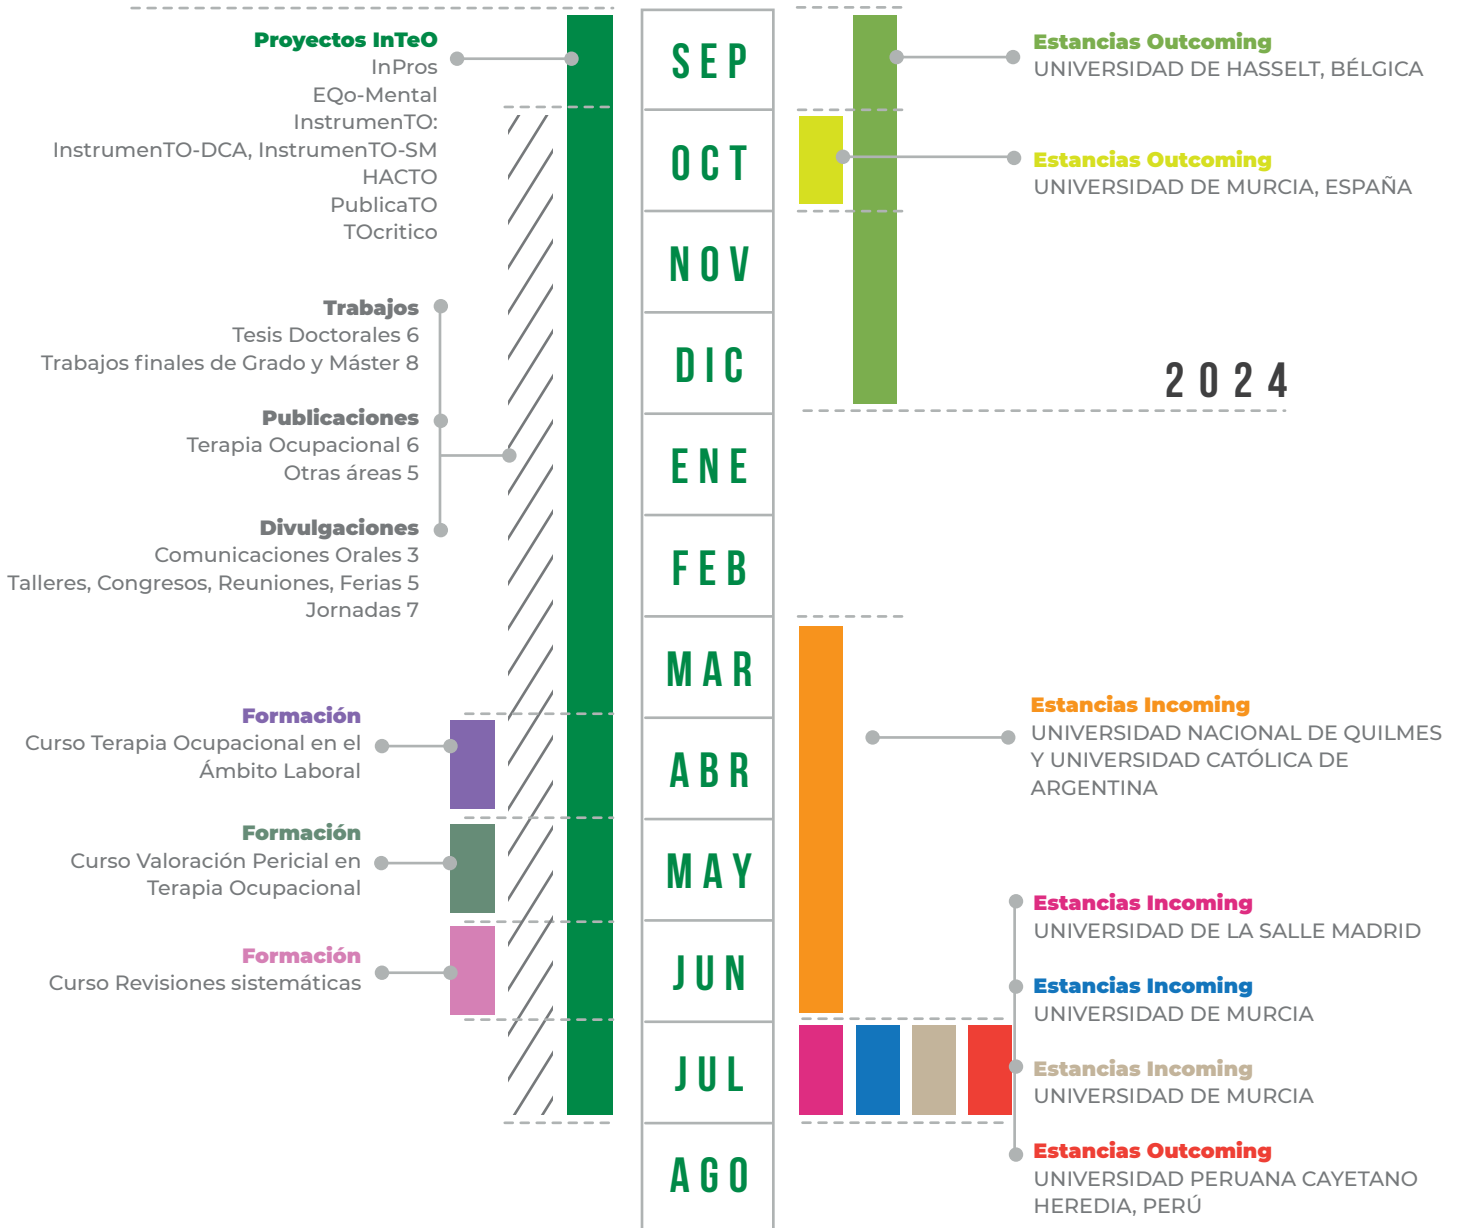 Proyectos InTeO
InPros
EQo-Mental
InstrumenTO:
InstrumenTO-DCA, InstrumenTO-SM
HACTO
PublicaTO
TOcritico
Trabajos
Tesis Doctorales 6
Trabajos finales de Grado y Máster 8
Publicaciones
Terapia Ocupacional 6
Otras áreas 5
Divulgaciones
Comunicaciones Orales 3
Talleres, Congresos, Reuniones, Ferias 5
Jornadas 7
Formación
Curso Terapia Ocupacional en el
Ámbito Laboral
Formación
Curso Valoración Pericial en
Terapia Ocupacional
Formación
Curso Revisiones sistemáticas
SEP
OCT
NOV
DIC
ENE
FEB
MAR
ABR
MAY
JUN
JUL
AGO
Estancias Outcoming
UNIVERSIDAD DE HASSELT, BÉLGICA
Estancias Outcoming
UNIVERSIDAD DE MURCIA, ESPAÑA
2024
Estancias Incoming
UNIVERSIDAD NACIONAL DE QUILMES
Y UNIVERSIDAD CATÓLICA DE
ARGENTINA
Estancias Incoming
UNIVERSIDAD DE LA SALLE MADRID
Estancias Incoming
UNIVERSIDAD DE MURCIA
Estancias Incoming
UNIVERSIDAD DE MURCIA
Estancias Outcoming
UNIVERSIDAD PERUANA CAYETANO
HEREDIA, PERÚ